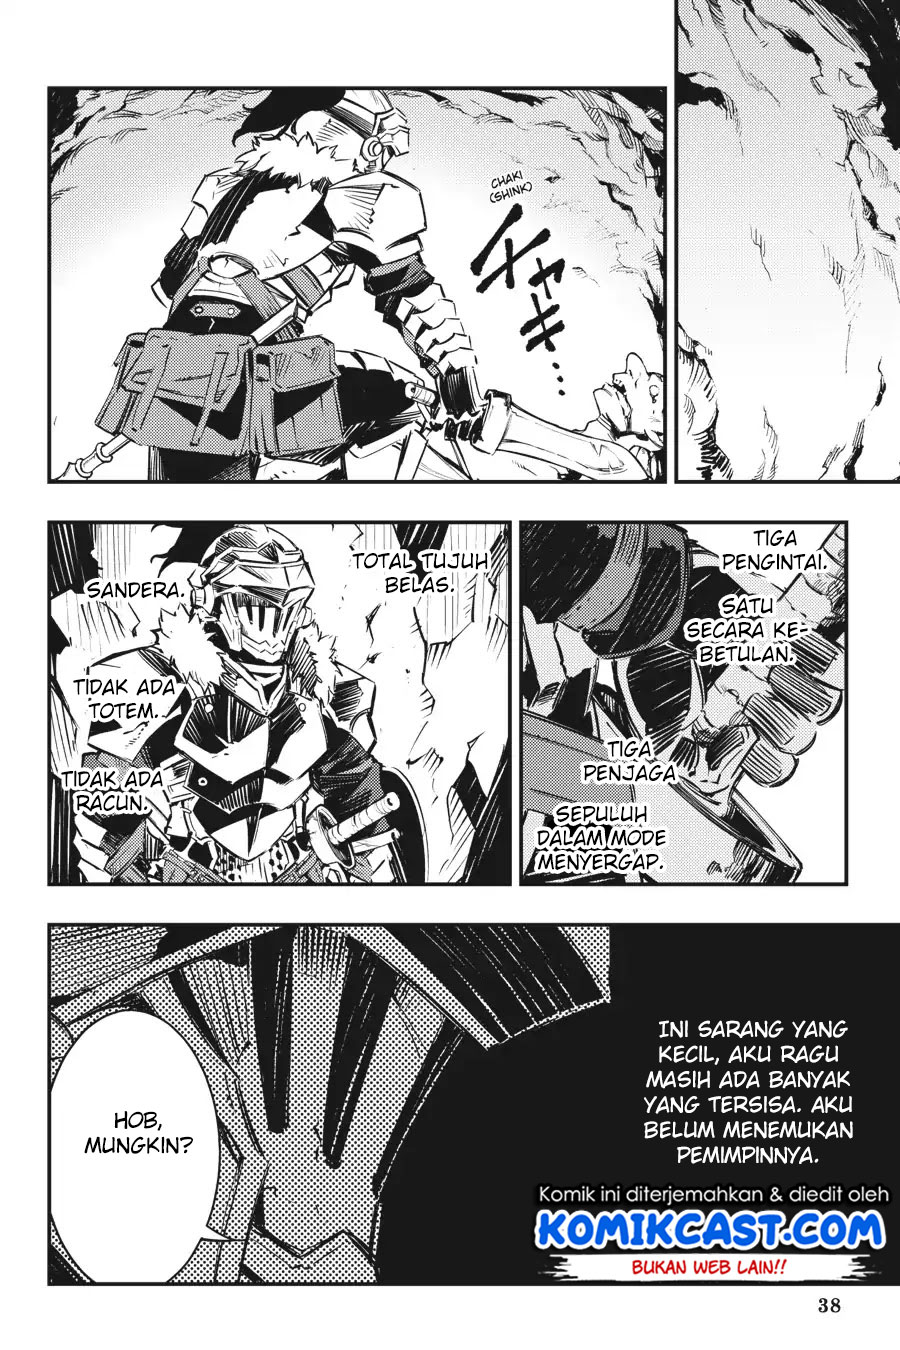 CHAKI
(SHINK)
チャキ...
TIGA
PENGINTAI.
SATU
SECARA KE-
BETULAN.
TIGA
PENJAGA
SEPULUH
DALAM MODE
MENYERGAP.
TOTAL TUJUH
BELAS.
SANDERA.
TIDAK ADA
TOTEM.
TIDAK ADA
RACUN.
INI SARANG YANG
KECIL, AKU RAGU
MASIH ADA BANYAK
YANG TERSISA. AKU
BELUM MENEMUKAN
PEMIMPINNYA.
HOB,
MUNGKIN?
Komik ini diterjemahkan & diedit oleh
KOMIKCAST.COM
BUKAN WEB LAIN!!
38